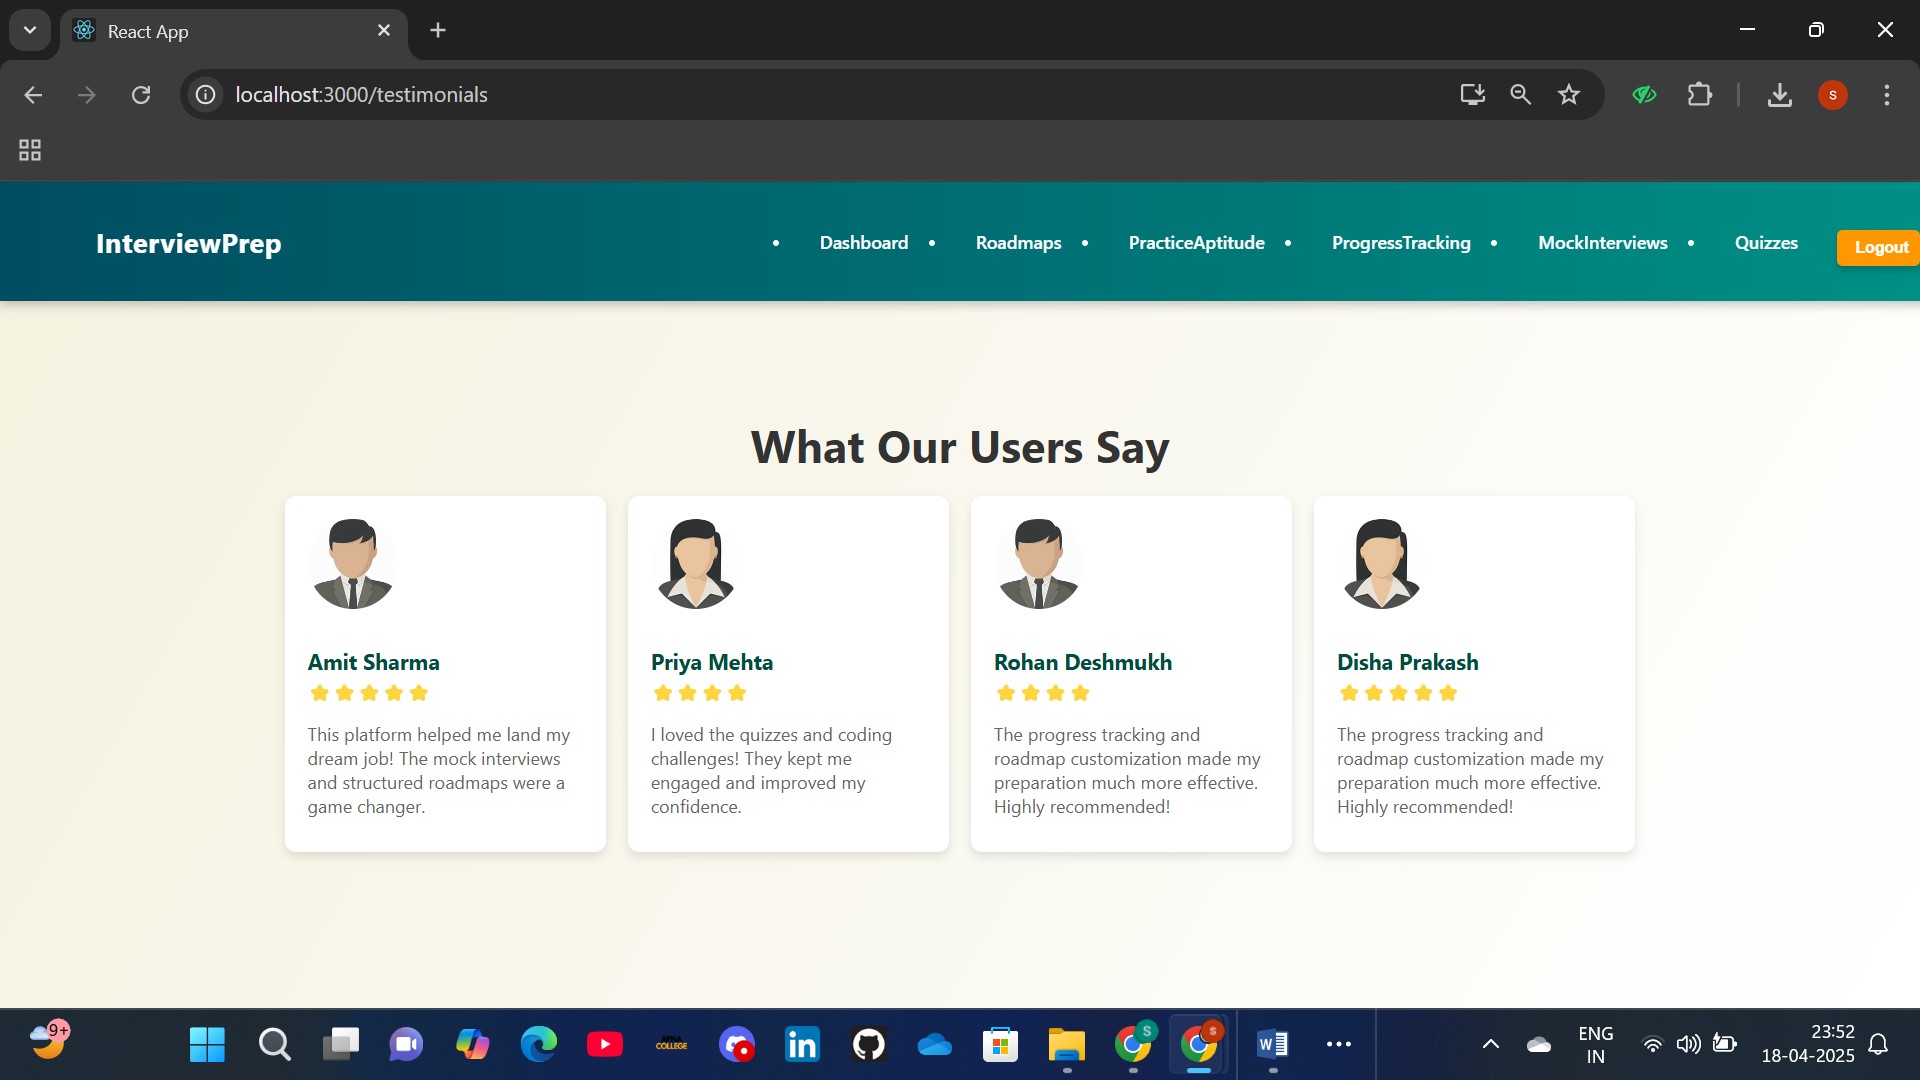 React App
localhost:3000/testimonials
S
InterviewPrep
• Dashboard • Roadmaps • PracticeAptitude • ProgressTracking • MockInterviews • Quizzes Logout
What Our Users Say
Amit Sharma
This platform helped me land my
dream job! The mock interviews
and structured roadmaps were a
game changer.
Priya Mehta
I loved the quizzes and coding
challenges! They kept me
engaged and improved my
confidence.
Rohan Deshmukh
The progress tracking and
roadmap customization made my
preparation much more effective.
Highly recommended!
Disha Prakash
The progress tracking and
roadmap customization made my
preparation much more effective.
Highly recommended!
9+
APNA
COLLEGE
in
S
S
W
ENG
IN
23:52
18-04-2025